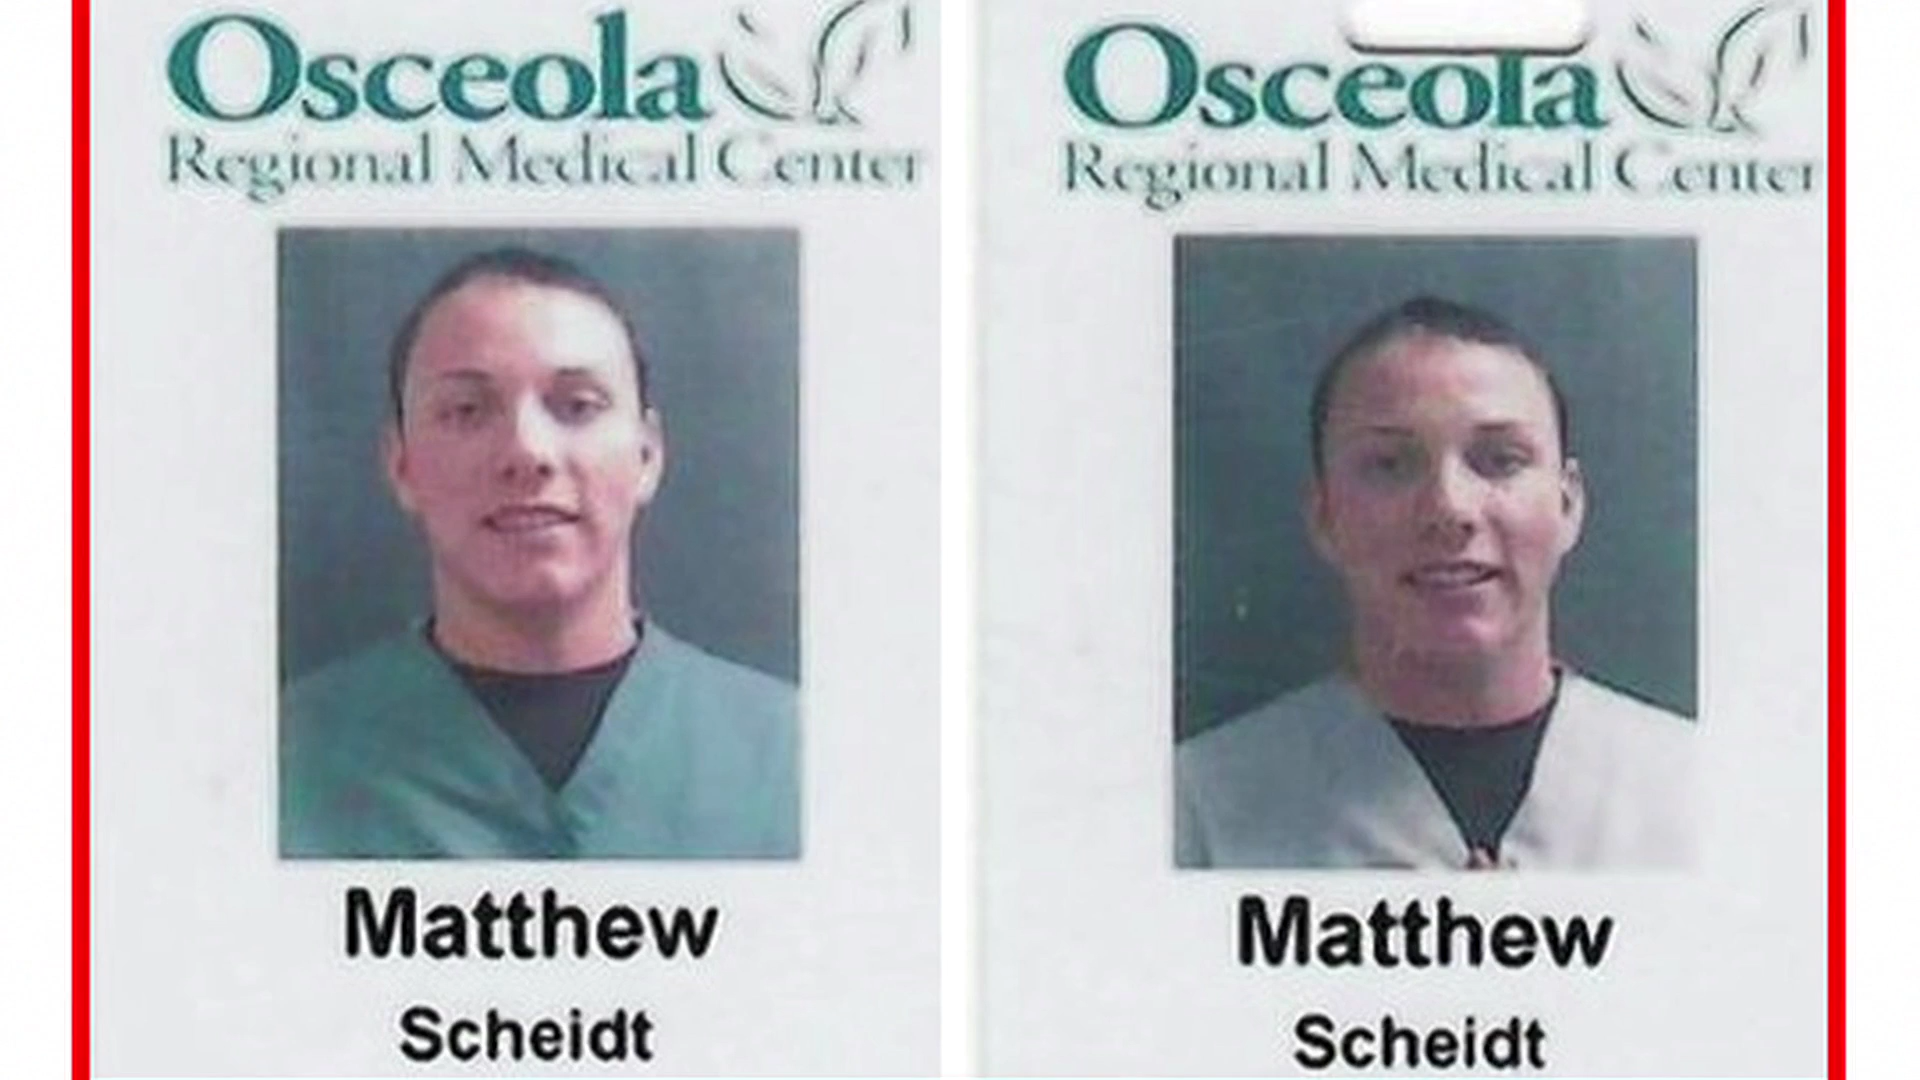 Osceola
Regional Medical Center
Matthew
Scheidt
Osceola
Regional Medical Center
Matthew
Scheidt